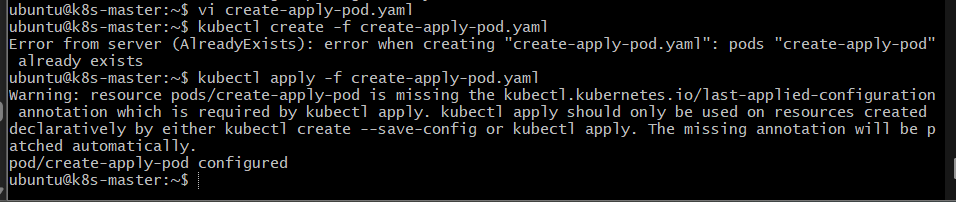 ubuntu@k8s-master:~$ vi create-apply-pod.yaml
ubuntu@k8s-master:~$ kubectl create -f create-apply-pod.yaml
Error from server (AlreadyExists): error when creating "create-apply-pod.yaml": pods "create-apply-pod"
 already exists
ubuntu@k8s-master:~$ kubectl apply -f create-apply-pod.yaml
Warning: resource pods/create-apply-pod is missing the kubectl.kubernetes.io/last-applied-configuration
 annotation which is required by kubectl apply. kubectl apply should only be used on resources created
declaratively by either kubectl create --save-config or kubectl apply. The missing annotation will be p
atched automatically.
pod/create-apply-pod configured
ubuntu@k8s-master:~$